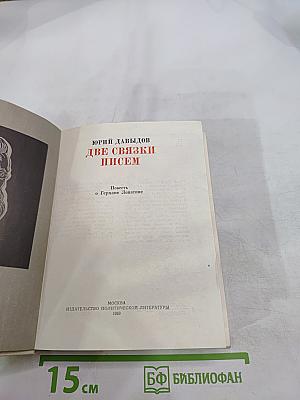 ЮРИЙ ДАВЫДОВ
ДВЕ СВЯЗКИ
ПИСЕМ
Повесть
о Германе Лопатине
МОСКВА
ИЗДАТЕЛЬСТВО ПОЛИТИЧЕСКОЙ ЛИТЕРАТУРЫ
15 см
БФ БИБЛИОФАН